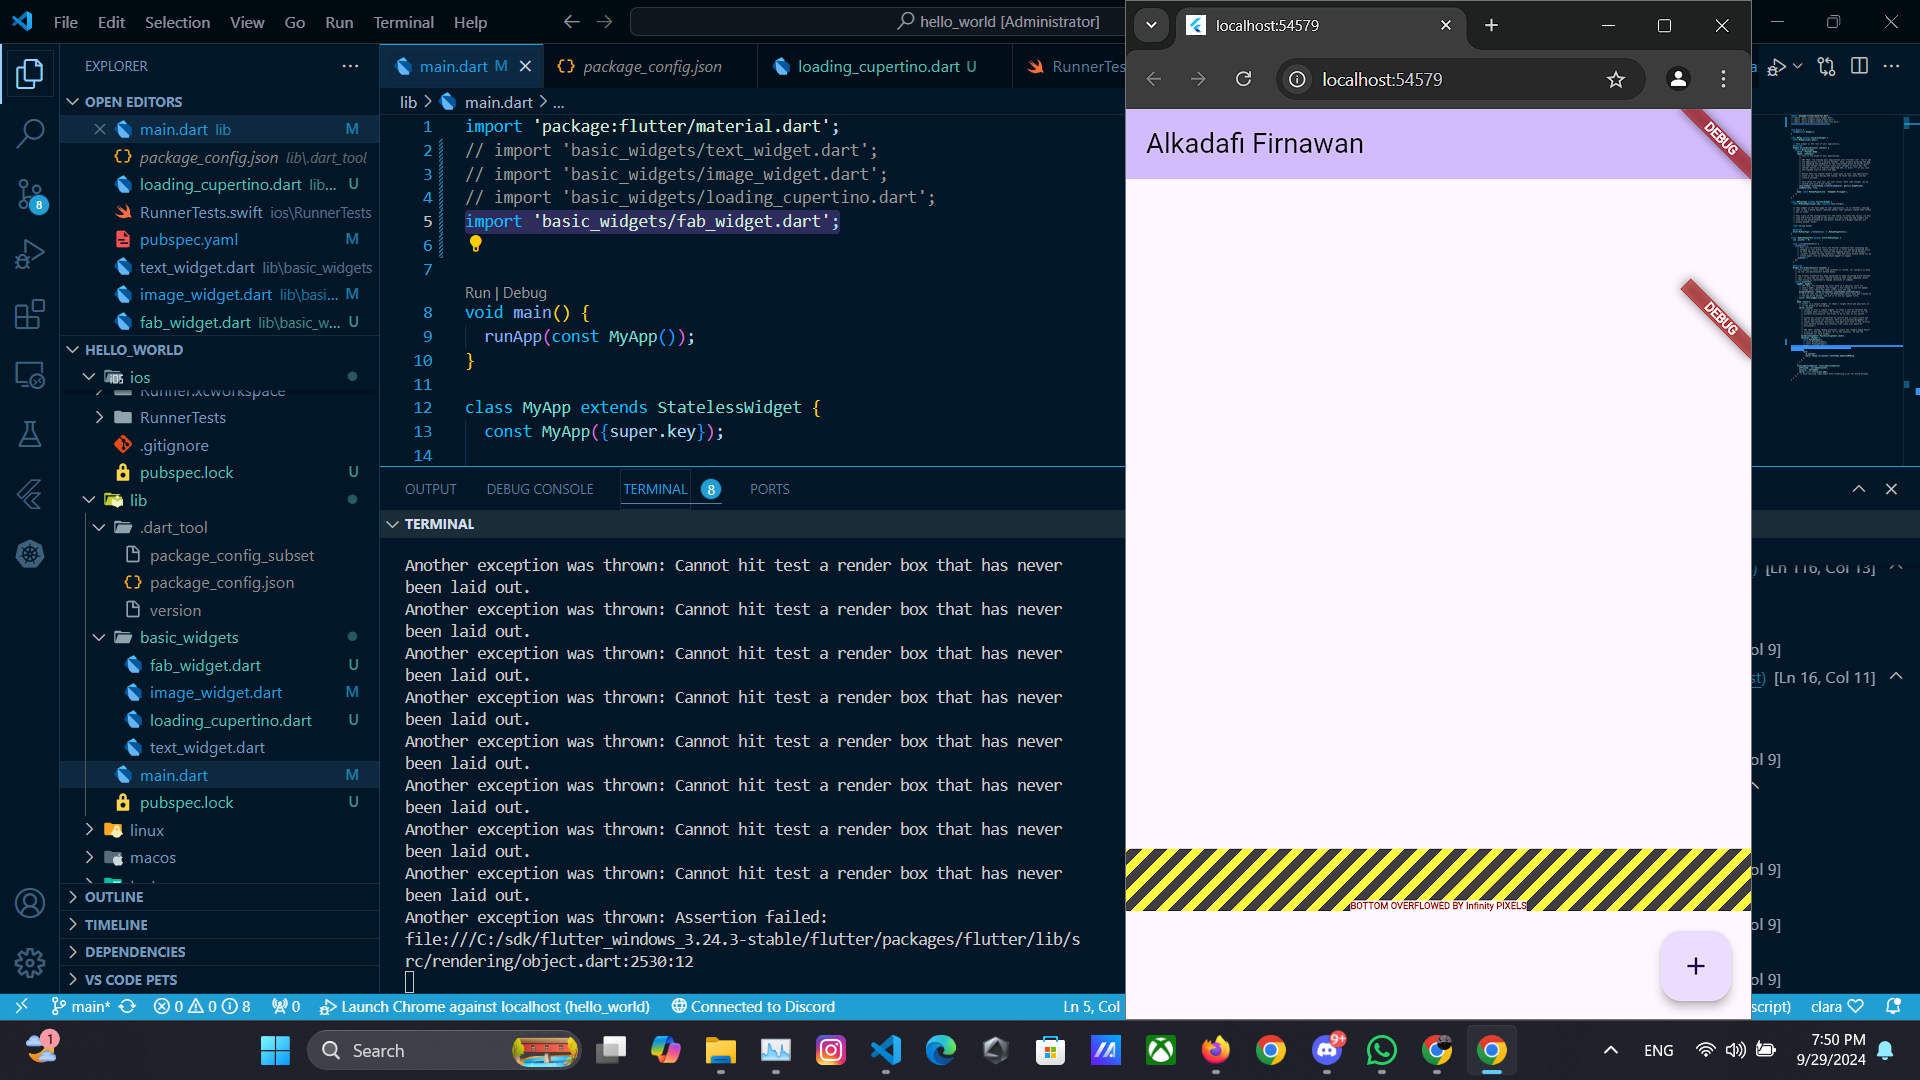 File Edit Selection View Go Run Terminal Help
hello_world [Administrator]
EXPLORER
OPEN EDITORS
main.dart lib M
package_config.json lib\.dart_tool
loading_cupertino.dart lib... U
RunnerTests.swift ios\RunnerTests
pubspec.yaml M
text_widget.dart lib\basic_widgets
image_widget.dart lib\basi... M
fab_widget.dart lib\basic_w... U
HELLO_WORLD
ios
Runner.xcworkspace
RunnerTests
.gitignore
pubspec.lock U
lib
.dart_tool
package_config_subset
package_config.json
version
basic_widgets
fab_widget.dart U
image_widget.dart M
loading_cupertino.dart U
text_widget.dart
main.dart M
pubspec.lock U
linux
macos
OUTLINE
TIMELINE
DEPENDENCIES
VS CODE PETS
main.dart M
package_config.json
loading_cupertino.dart U
RunnerTes
lib > main.dart > ...
1 import 'package:flutter/material.dart';
2 // import 'basic_widgets/text_widget.dart';
3 // import 'basic_widgets/image_widget.dart';
4 // import 'basic_widgets/loading_cupertino.dart';
5 import 'basic_widgets/fab_widget.dart';
6
7
Run | Debug
8 void main() {
9 runApp(const MyApp());
10 }
11
12 class MyApp extends StatelessWidget {
13 const MyApp({super.key});
14
OUTPUT DEBUG CONSOLE TERMINAL 8 PORTS
TERMINAL
Another exception was thrown: Cannot hit test a render box that has never
been laid out.
Another exception was thrown: Cannot hit test a render box that has never
been laid out.
Another exception was thrown: Cannot hit test a render box that has never
been laid out.
Another exception was thrown: Cannot hit test a render box that has never
been laid out.
Another exception was thrown: Cannot hit test a render box that has never
been laid out.
Another exception was thrown: Cannot hit test a render box that has never
been laid out.
Another exception was thrown: Cannot hit test a render box that has never
been laid out.
Another exception was thrown: Cannot hit test a render box that has never
been laid out.
Another exception was thrown: Assertion failed:
file:///C:/sdk/flutter_windows_3.24.3-stable/flutter/packages/flutter/lib/s
rc/rendering/object.dart:2530:12
localhost:54579
localhost:54579
Alkadafi Firnawan
DEBUG
DEBUG
BOTTOM OVERFLOWED BY Infinity PIXELS
+
[Ln 116, Col 13]
ol 9]
st) [Ln 16, Col 11]
ol 9]
ol 9]
ol 9]
ol 9]
8
main* 0 0 8 0 Launch Chrome against localhost (hello_world) Connected to Discord
Ln 5, Col
script) clara
1
Search
9+
ENG
7:50 PM
9/29/2024